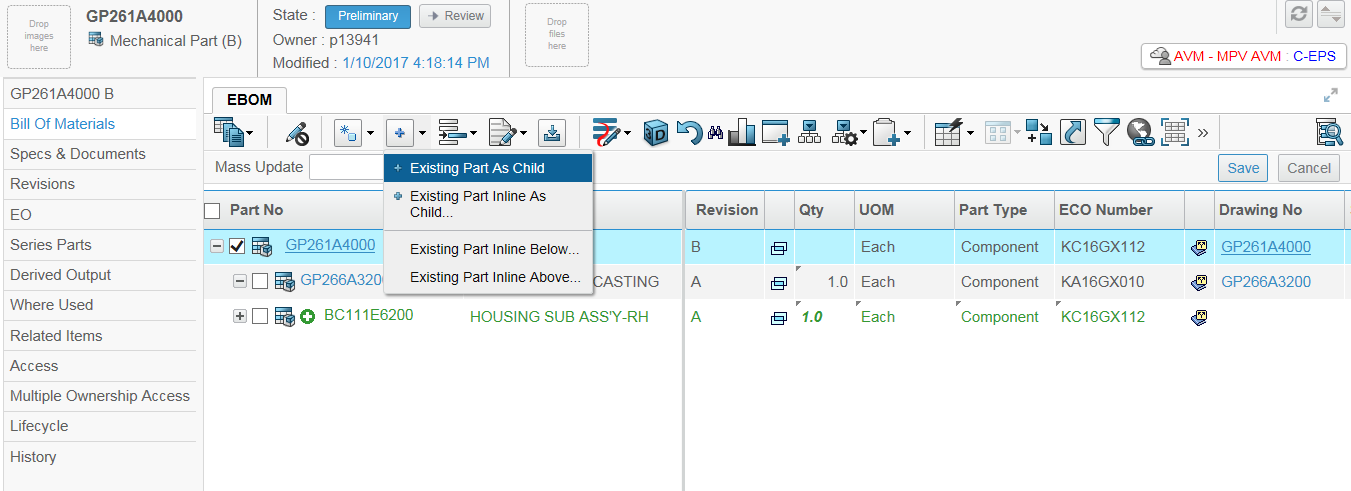 Drop
images
here
GP261A4000
Mechanical Part (B)
State : Preliminary Review
Owner : p13941
Modified : 1/10/2017 4:18:14 PM
Drop
files
here
AVM - MPV AVM : C-EPS
GP261A4000 B
Bill Of Materials
Specs & Documents
Revisions
EO
Series Parts
Derived Output
Where Used
Related Items
Access
Multiple Ownership Access
Lifecycle
History
EBOM
3D
»
Mass Update
Save Cancel
Existing Part As Child
Existing Part Inline As
Child...
Existing Part Inline Below...
Existing Part Inline Above...
Part No Revision Qty UOM Part Type ECO Number Drawing No
GP261A4000 B Each Component KC16GX112 GP261A4000
GP266A320 CASTING A 1.0 Each Component KA16GX010 GP266A3200
BC111E6200 HOUSING SUB ASS'Y-RH A 1.0 Each Component KC16GX112